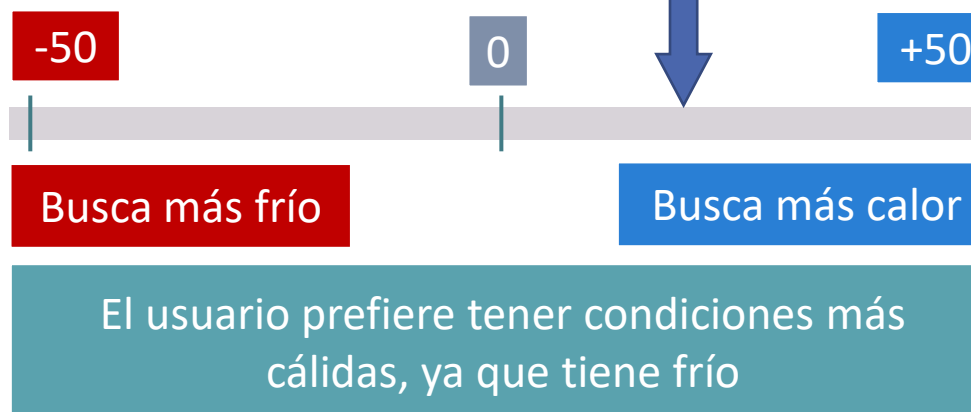 -50
0
+50
Busca más frío
Busca más calor
El usuario prefiere tener condiciones más
cálidas, ya que tiene frío